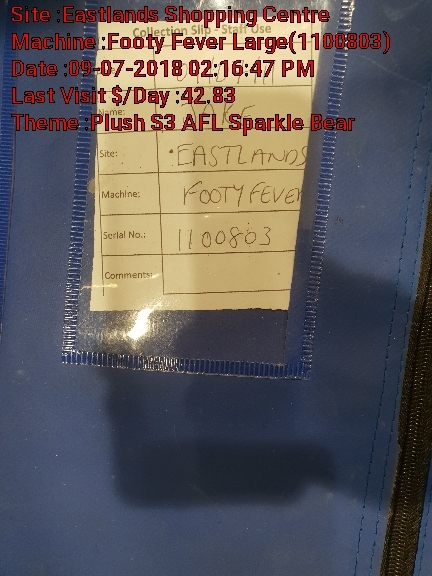 Site :Eastlands Shopping Centre
Collection Slip - Staff Use
Machine :Footy Fever Large(1100803)
Date :09-07-2018 02:16:47 PM
Last Visit $/Day :42.83
Name:
Theme :Plush S3 AFL Sparkle Bear
Site: EASTLANDS
Machine: FOOTY FEVER
Serial No.: 1100803
Comments: